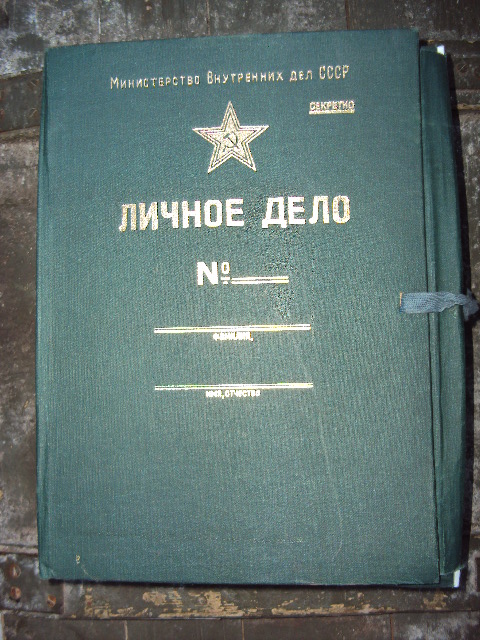 Министерство Внутренних дел СССР
СЕКРЕТНО
ЛИЧНОЕ ДЕЛО
№
ФАМИЛИЯ,
ИМЯ, ОТЧЕСТВО